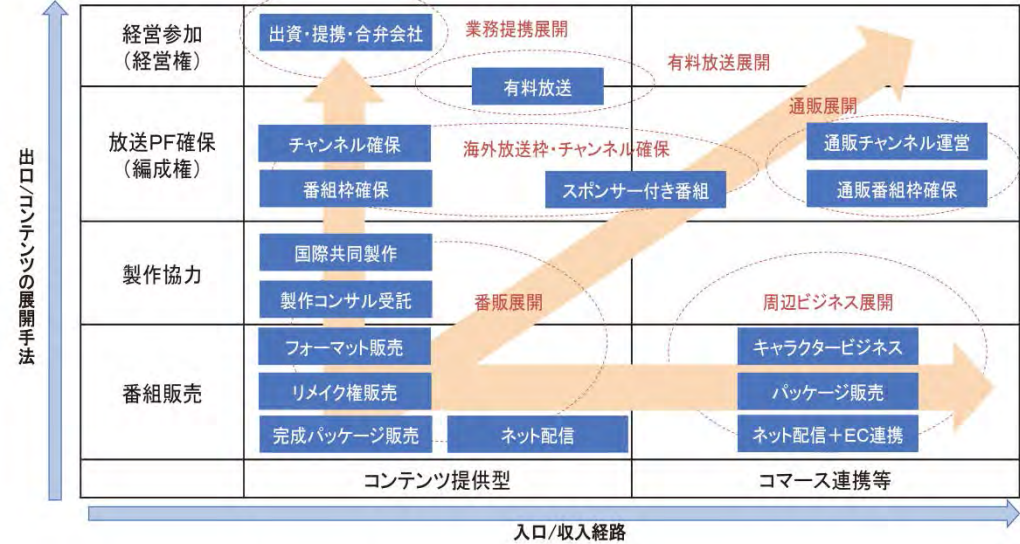 出口/コンテンツの展開手法
経営参加
（経営権）
出資・提携・合弁会社
業務提携展開
有料放送
有料放送展開
放送PF確保
（編成権）
チャンネル確保
番組枠確保
海外放送枠・チャンネル確保
スポンサー付き番組
通販展開
通販チャンネル運営
通販番組枠確保
製作協力
国際共同製作
製作コンサル受託
番販展開
周辺ビジネス展開
番組販売
フォーマット販売
リメイク権販売
完成パッケージ販売
ネット配信
キャラクタービジネス
パッケージ販売
ネット配信＋EC連携
コンテンツ提供型
コマース連携等
入口/収入経路